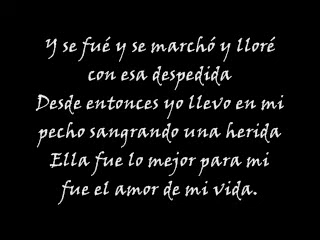 Y se fué y se marchó y lloré
con esa despedida
Desde entonces yo llevo en mi
pecho sangrando una herida
Ella fue lo mejor para mi
fue el amor de mi vida.